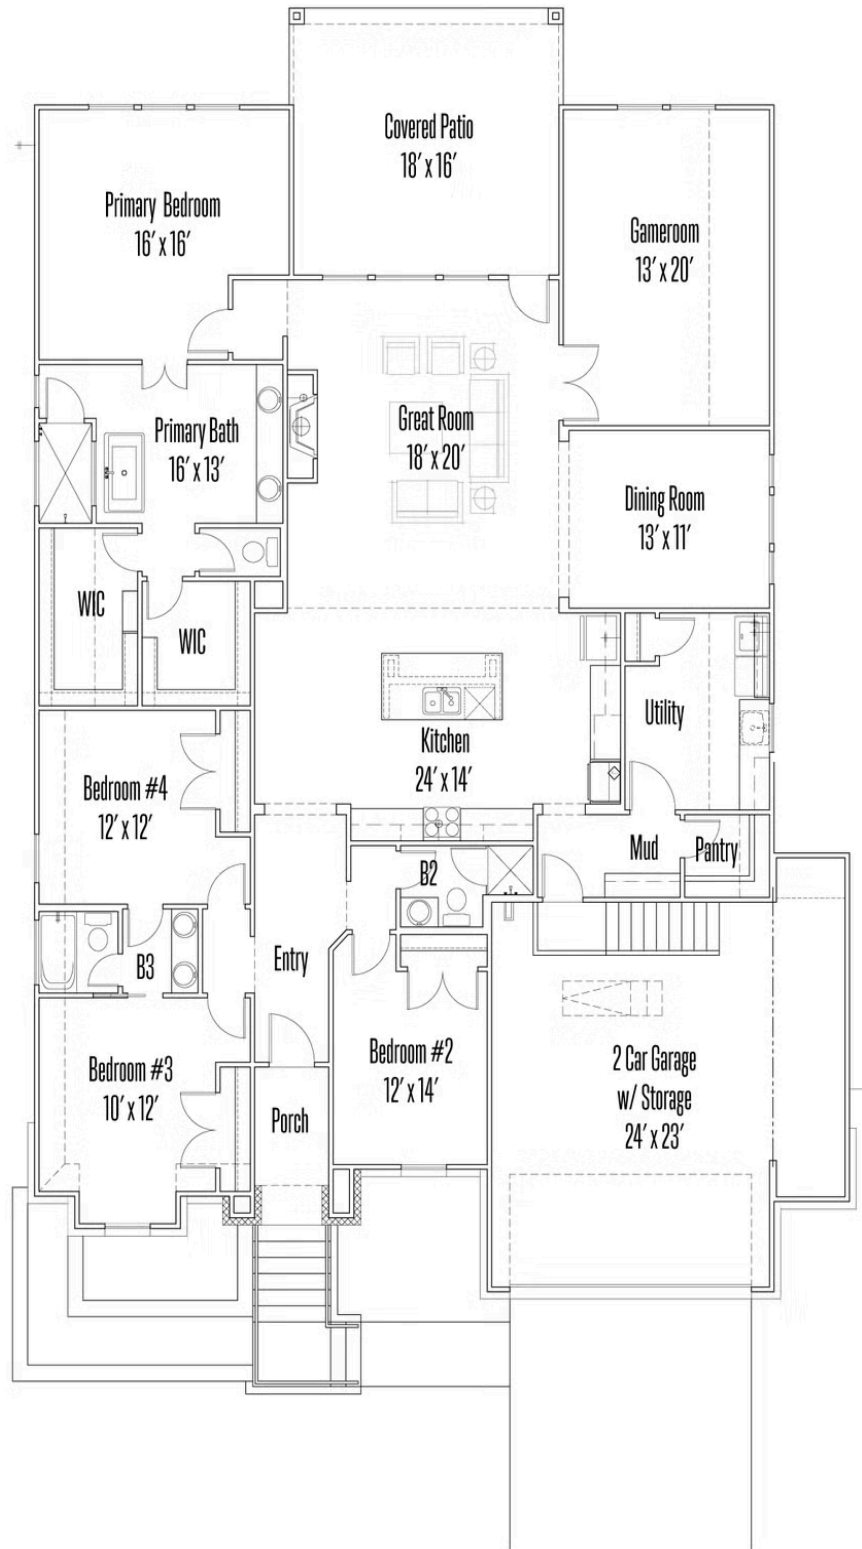 Covered Patio
18' x 16'
Primary Bedroom
16' x 16'
Gameroom
13' x 20'
Great Room
18' x 20'
Primary Bath
16' x 13'
Dining Room
13' x 11'
WIC
WIC
Utility
Kitchen
24' x 14'
Bedroom #4
12' x 12'
Mud
Pantry
B2
B3
Entry
Bedroom #2
12' x 14'
2 Car Garage
w/ Storage
24' x 23'
Bedroom #3
10' x 12'
Porch